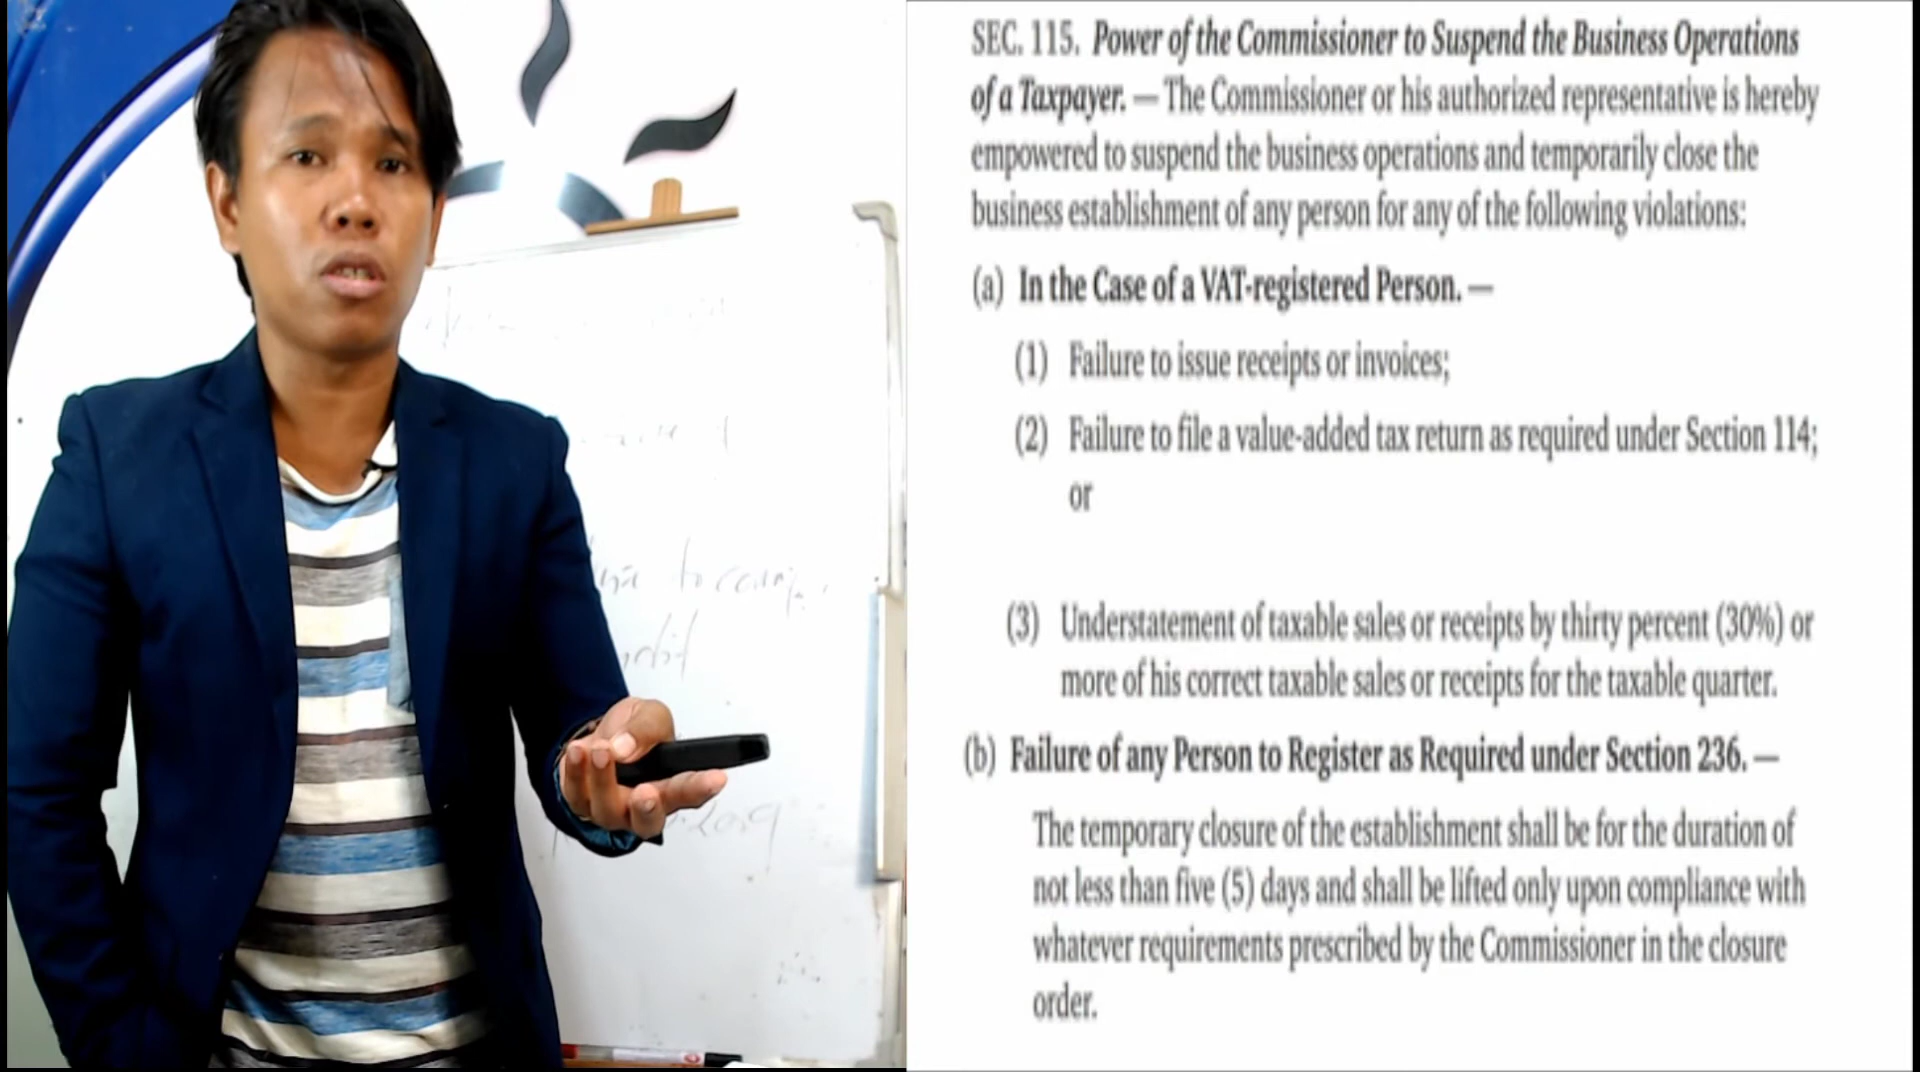 SEC. 115. Power of the Commissioner to Suspend the Business Operations
of a Taxpayer. — The Commissioner or his authorized representative is hereby
empowered to suspend the business operations and temporarily close the
business establishment of any person for any of the following violations:
(a) In the Case of a VAT-registered Person. —
(1) Failure to issue receipts or invoices;
(2) Failure to file a value-added tax return as required under Section 114;
or
(3) Understatement of taxable sales or receipts by thirty percent (30%) or
more of his correct taxable sales or receipts for the taxable quarter.
(b) Failure of any Person to Register as Required under Section 236. —
The temporary closure of the establishment shall be for the duration of
not less than five (5) days and shall be lifted only upon compliance with
whatever requirements prescribed by the Commissioner in the closure
order.